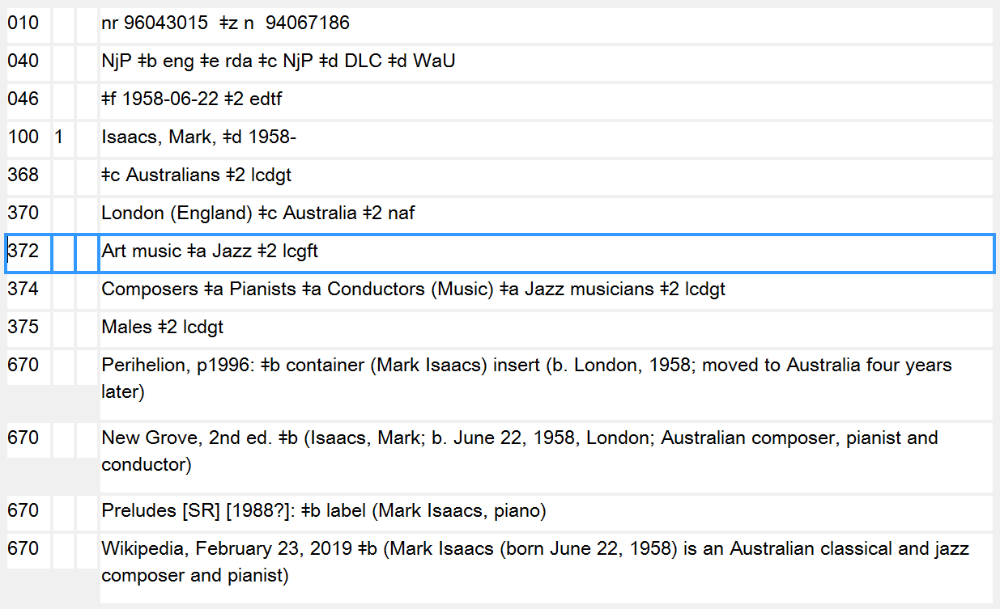 010 nr 96043015  ‡z n  94067186
040 NjP ‡b eng ‡e rda ‡c NjP ‡d DLC ‡d WaU
046 ‡f 1958-06-22 ‡2 edtf
100 1 Isaacs, Mark, ‡d 1958-
368 ‡c Australians ‡2 lcdgt
370 London (England) ‡c Australia ‡2 naf
372 Art music ‡a Jazz ‡2 lcgft
374 Composers ‡a Pianists ‡a Conductors (Music) ‡a Jazz musicians ‡2 lcdgt
375 Males ‡2 lcdgt
670 Perihelion, p1996: ‡b container (Mark Isaacs) insert (b. London, 1958; moved to Australia four years
later)
670 New Grove, 2nd ed. ‡b (Isaacs, Mark; b. June 22, 1958, London; Australian composer, pianist and
conductor)
670 Preludes [SR] [1988?]: ‡b label (Mark Isaacs, piano)
670 Wikipedia, February 23, 2019 ‡b (Mark Isaacs (born June 22, 1958) is an Australian classical and jazz
composer and pianist)